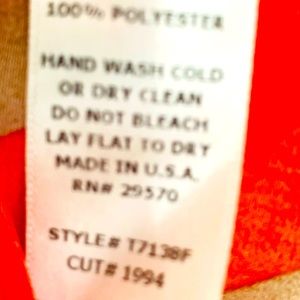 100% POLYESTER
HAND WASH COLD
OR DRY CLEAN
DO NOT BLEACH
LAY FLAT TO DRY
MADE IN U.S.A.
RN# 29570
STYLE# T7138F
CUT# 1994